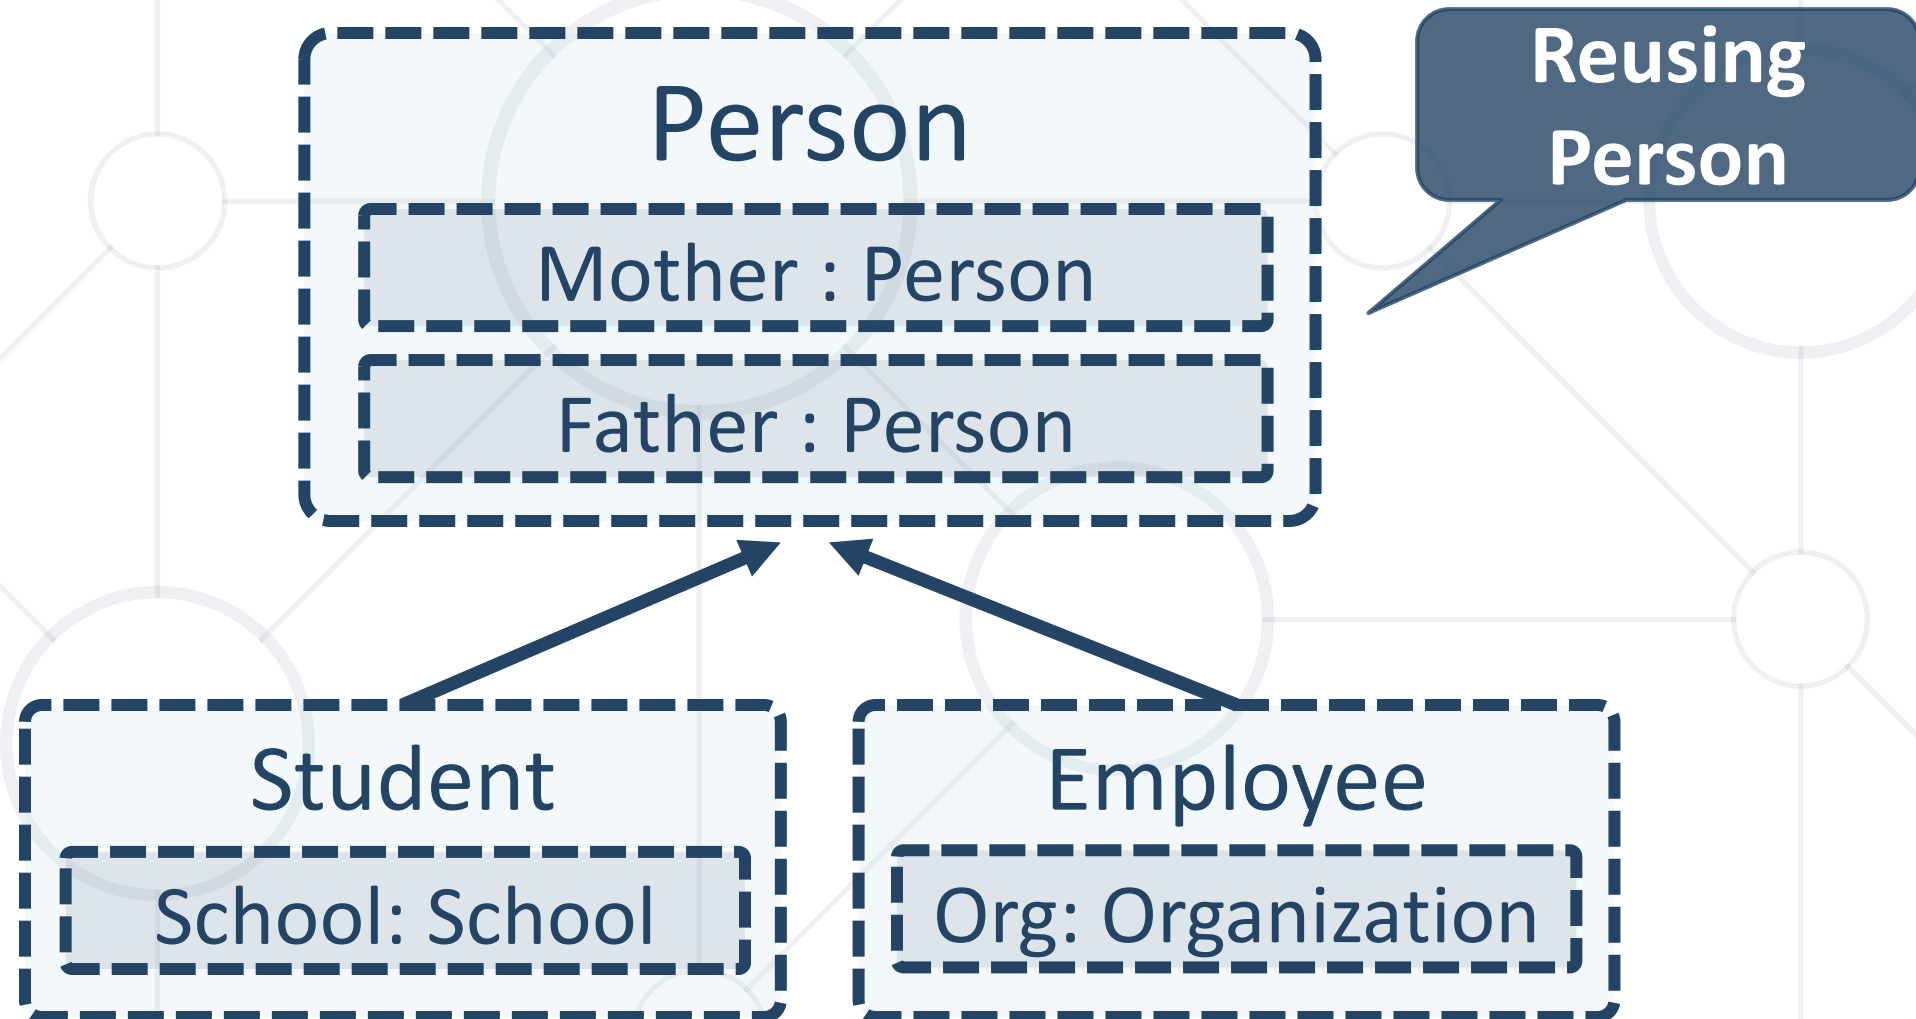 Reusing
Person
Person
Mother : Person
Father : Person
Student
School: School
Employee
Org: Organization